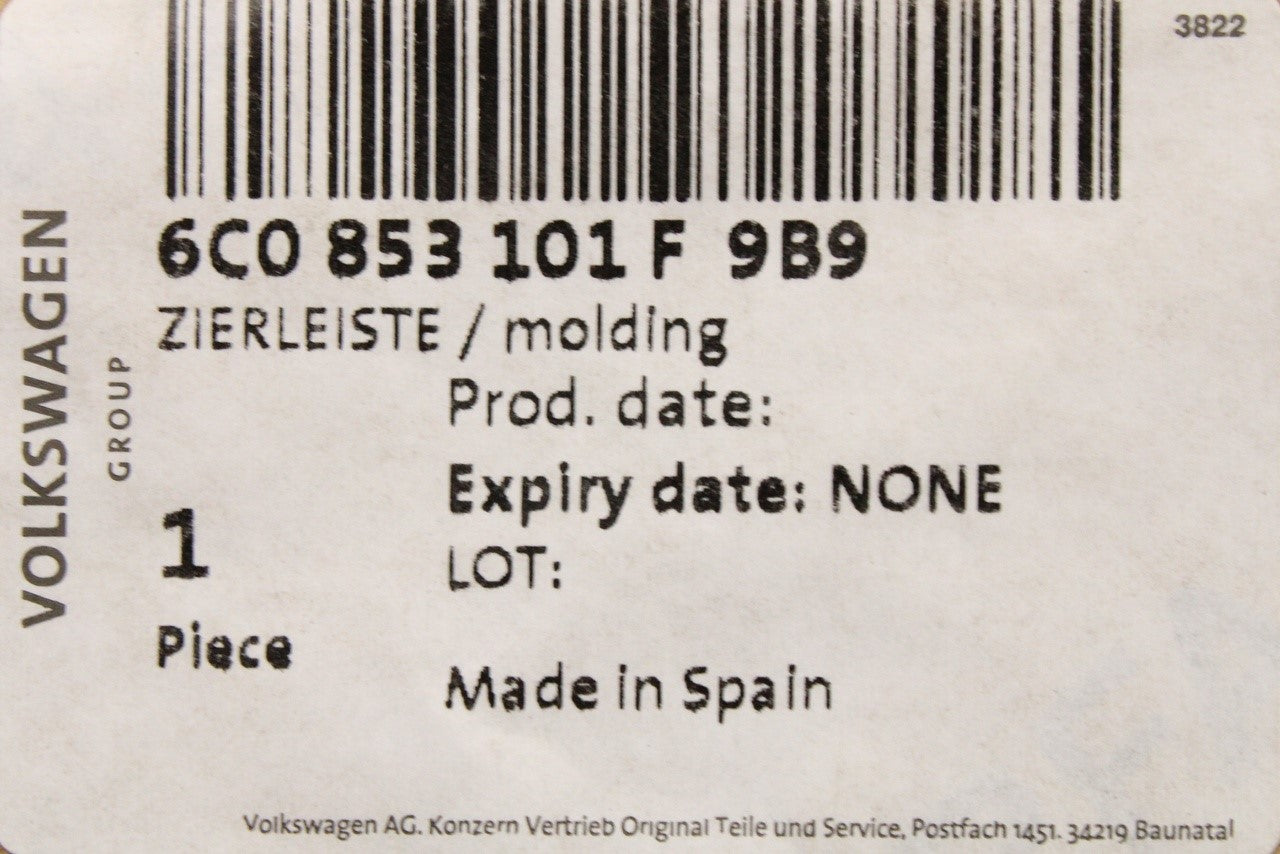 3822
6C0 853 101 F 9B9
ZIERLEISTE / molding
Prod. date:
Expiry date: NONE
1
LOT:
Piece
Made in Spain
VOLKSWAGEN
GROUP
Volkswagen AG. Konzern Vertrieb Original Teile und Service, Postfach 1451. 34219 Baunatal